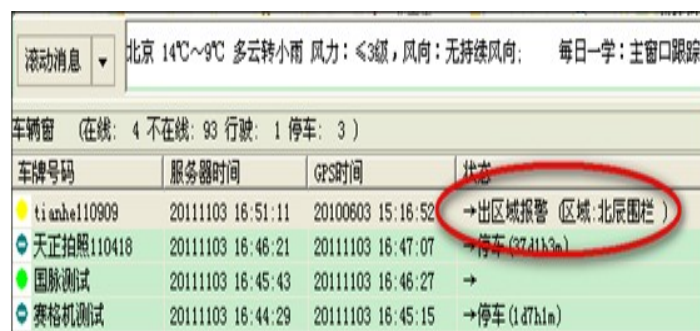 滚动消息 北京 14℃～9℃ 多云转小雨 风力：≤3级，风向：无持续风向; 每日一学：主窗口跟踪
车辆窗 （在线： 4 不在线： 93 行驶： 1 停车： 3 ）
车牌号码 服务器时间 GPS时间 状态
tianhe110909 20111103 16:51:11 20100603 15:16:52 →出区域报警 (区域:北辰围栏 )
天正拍照110418 20111103 16:46:21 20111103 16:47:07 →停车(37d1h3m)
国脉测试 20111103 16:45:43 20111103 16:46:27 →
赛格机测试 20111103 16:44:29 20111103 16:45:15 →停车(1d7h1m)